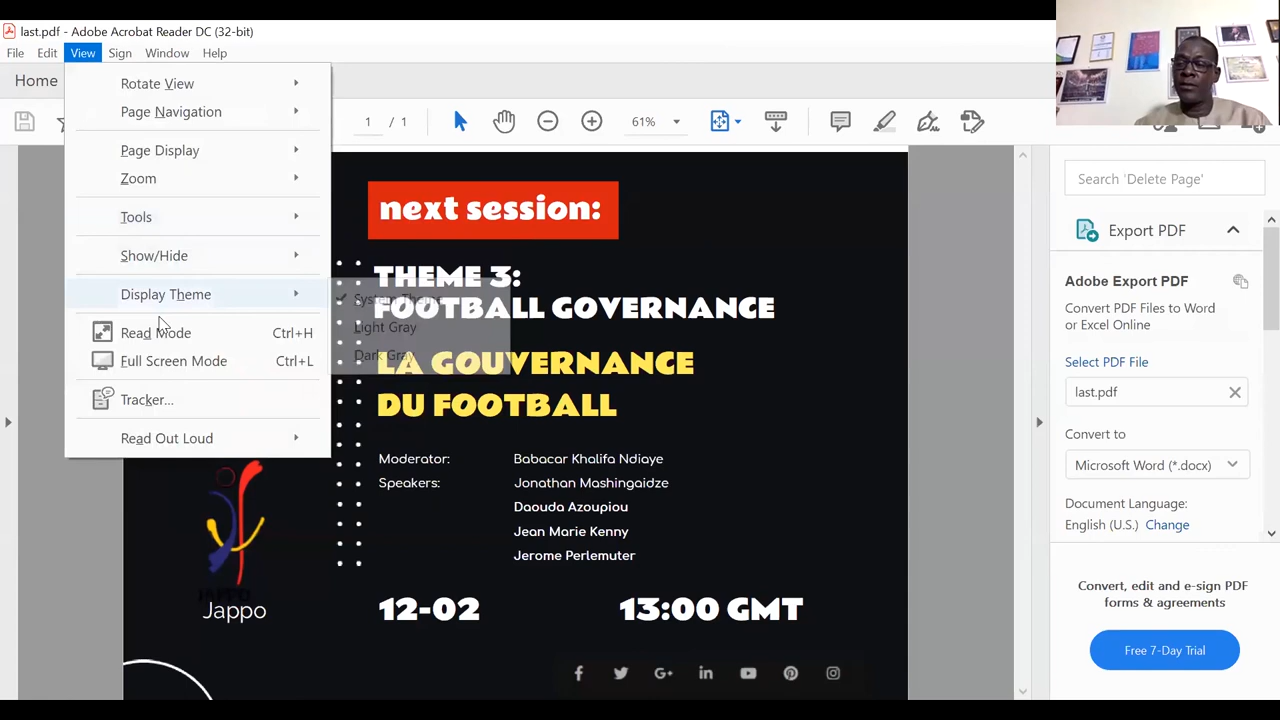 last.pdf - Adobe Acrobat Reader DC (32-bit)
File Edit View Sign Window Help
Home
Rotate View
Page Navigation
Page Display
Zoom
Tools
Show/Hide
Display Theme
Read Mode Ctrl+H
Full Screen Mode Ctrl+L
Tracker...
Read Out Loud
System Theme
Light Gray
Dark Gray
1 / 1
61%
next session:
THEME 3:
FOOTBALL GOVERNANCE
LA GOUVERNANCE
DU FOOTBALL
Moderator: Babacar Khalifa Ndiaye
Speakers: Jonathan Mashingaidze
Daouda Azoupiou
Jean Marie Kenny
Jerome Perlemuter
JAPPO
Jappo
12-02 13:00 GMT
Search 'Delete Page'
Export PDF
Adobe Export PDF
Convert PDF Files to Word
or Excel Online
Select PDF File
last.pdf
Convert to
Microsoft Word (*.docx)
Document Language:
English (U.S.) Change
Convert, edit and e-sign PDF
forms & agreements
Free 7-Day Trial